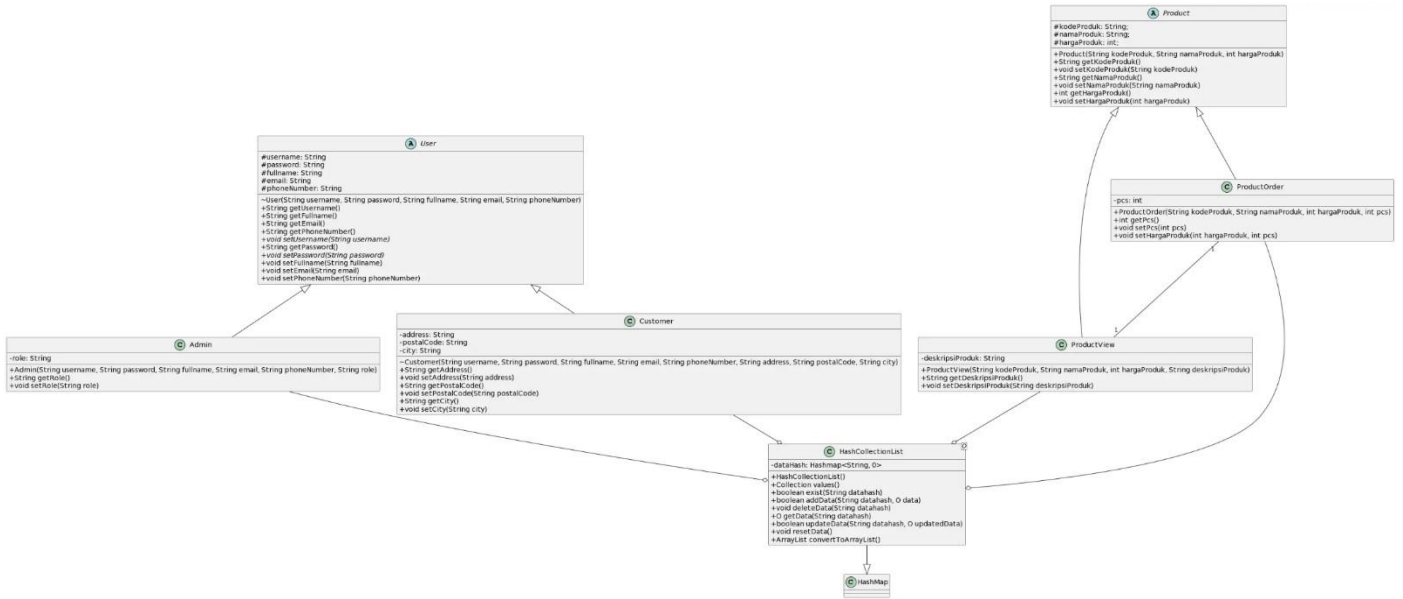 A Product
#kodeProduk: String;
#namaProduk: String;
#hargaProduk: int;
+Product(String kodeProduk, String namaProduk, int hargaProduk)
+String getKodeProduk()
+void setKodeProduk(String kodeProduk)
+String getNamaProduk()
+void setNamaProduk(String namaProduk)
+int getHargaProduk()
+void setHargaProduk(int hargaProduk)
A User
#username: String
#password: String
#fullname: String
#email: String
#phoneNumber: String
~User(String username, String password, String fullname, String email, String phoneNumber)
+String getUsername()
+String getFullname()
+String getEmail()
+String getPhoneNumber()
+void setUsername(String username)
+String getPassword()
+void setPassword(String password)
+void setFullname(String fullname)
+void setEmail(String email)
+void setPhoneNumber(String phoneNumber)
C ProductOrder
-pcs: int
+ProductOrder(String kodeProduk, String namaProduk, int hargaProduk, int pcs)
+int getPcs()
+void setPcs(int pcs)
+void setHargaProduk(int hargaProduk, int pcs)
1
1
C Admin
-role: String
+Admin(String username, String password, String fullname, String email, String phoneNumber, String role)
+String getRole()
+void setRole(String role)
C Customer
-address: String
-postalCode: String
-city: String
~Customer(String username, String password, String fullname, String email, String phoneNumber, String address, String postalCode, String city)
+String getAddress()
+void setAddress(String address)
+String getPostalCode()
+void setPostalCode(String postalCode)
+String getCity()
+void setCity(String city)
C ProductView
-deskripsiProduk: String
+ProductView(String kodeProduk, String namaProduk, int hargaProduk, String deskripsiProduk)
+String getDeskripsiProduk()
+void setDeskripsiProduk(String deskripsiProduk)
C HashCollectionList O
-dataHash: Hashmap<String, O>
+HashCollectionList()
+Collection values()
+boolean exist(String datahash)
+boolean addData(String datahash, O data)
+void deleteData(String datahash)
+O getData(String datahash)
+boolean updateData(String datahash, O updatedData)
+void resetData()
+ArrayList convertToArrayList()
C HashMap